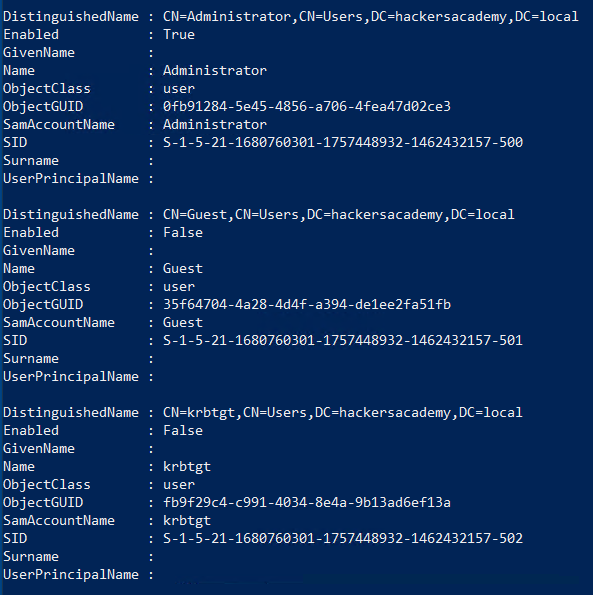 DistinguishedName : CN=Administrator,CN=Users,DC=hackersacademy,DC=local
Enabled           : True
GivenName         :
Name              : Administrator
ObjectClass       : user
ObjectGUID        : 0fb91284-5e45-4856-a706-4fea47d02ce3
SamAccountName    : Administrator
SID               : S-1-5-21-1680760301-1757448932-1462432157-500
Surname           :
UserPrincipalName :

DistinguishedName : CN=Guest,CN=Users,DC=hackersacademy,DC=local
Enabled           : False
GivenName         :
Name              : Guest
ObjectClass       : user
ObjectGUID        : 35f64704-4a28-4d4f-a394-de1ee2fa51fb
SamAccountName    : Guest
SID               : S-1-5-21-1680760301-1757448932-1462432157-501
Surname           :
UserPrincipalName :

DistinguishedName : CN=krbtgt,CN=Users,DC=hackersacademy,DC=local
Enabled           : False
GivenName         :
Name              : krbtgt
ObjectClass       : user
ObjectGUID        : fb9f29c4-c991-4034-8e4a-9b13ad6ef13a
SamAccountName    : krbtgt
SID               : S-1-5-21-1680760301-1757448932-1462432157-502
Surname           :
UserPrincipalName :